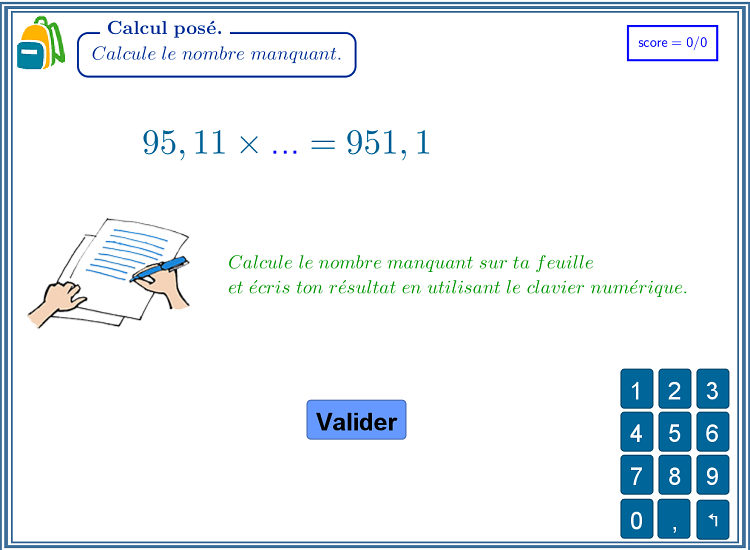 Calcul posé.
Calcule le nombre manquant.
score = 0/0
95, 11 × ... = 951, 1
Calcule le nombre manquant sur ta feuille
et écris ton résultat en utilisant le clavier numérique.
Valider
1 2 3
4 5 6
7 8 9
0 ,